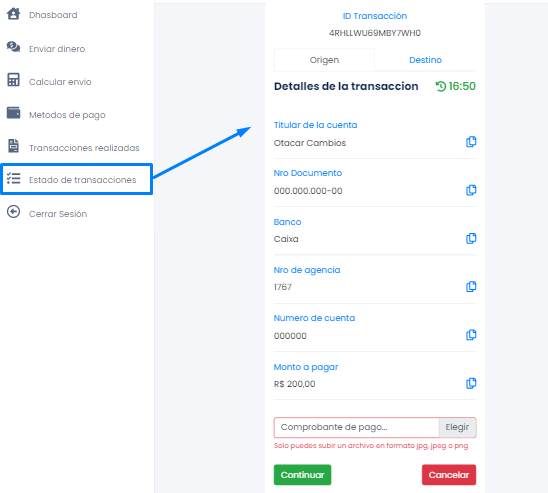 Dhasboard
Enviar dinero
Calcular envio
Metodos de pago
Transacciones realizadas
Estado de transacciones
Cerrar Sesión
ID Transacción
4RHLLWU69MBY7WH0
Origen
Destino
Detalles de la transaccion
16:50
Titular de la cuenta
Otacar Cambios
Nro Documento
000.000.000-00
Banco
Caixa
Nro de agencia
1767
Numero de cuenta
000000
Monto a pagar
R$ 200,00
Comprobante de pago...
Elegir
Solo puedes subir un archivo en formato jpg, jpeg o png
Continuar
Cancelar